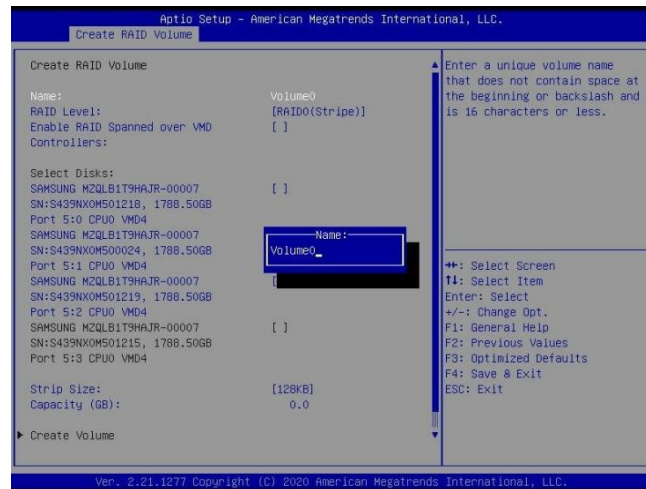 Aptio Setup - American Megatrends International, LLC.
Create RAID Volume
Create RAID Volume
Name: Volume0
RAID Level: [RAID0(Stripe)]
Enable RAID Spanned over VMD [ ]
Controllers:
Select Disks:
SAMSUNG MZQLB1T9HAJR-00007 [ ]
SN:S439NX0M501218, 1788.50GB
Port 5:0 CPU0 VMD4
SAMSUNG MZQLB1T9HAJR-00007
SN:S439NX0M500024, 1788.50GB
Port 5:1 CPU0 VMD4
SAMSUNG MZQLB1T9HAJR-00007 [
SN:S439NX0M501219, 1788.50GB
Port 5:2 CPU0 VMD4
SAMSUNG MZQLB1T9HAJR-00007 [ ]
SN:S439NX0M501215, 1788.50GB
Port 5:3 CPU0 VMD4
Strip Size: [128KB]
Capacity (GB): 0.0
Create Volume
Name:
Volume0_
Enter a unique volume name
that does not contain space at
the beginning or backslash and
is 16 characters or less.
↔: Select Screen
↑↓: Select Item
Enter: Select
+/-: Change Opt.
F1: General Help
F2: Previous Values
F3: Optimized Defaults
F4: Save & Exit
ESC: Exit
Ver. 2.21.1277 Copyright (C) 2020 American Megatrends International, LLC.